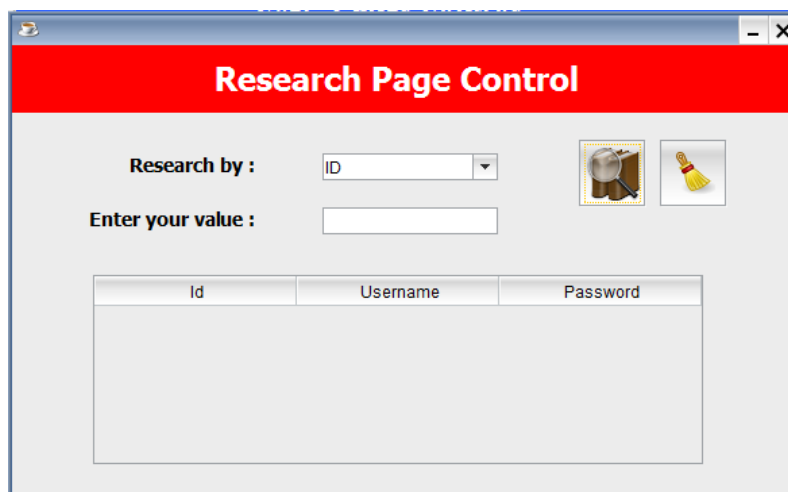 Research Page Control
Research by :
ID
Enter your value :
Id Username Password